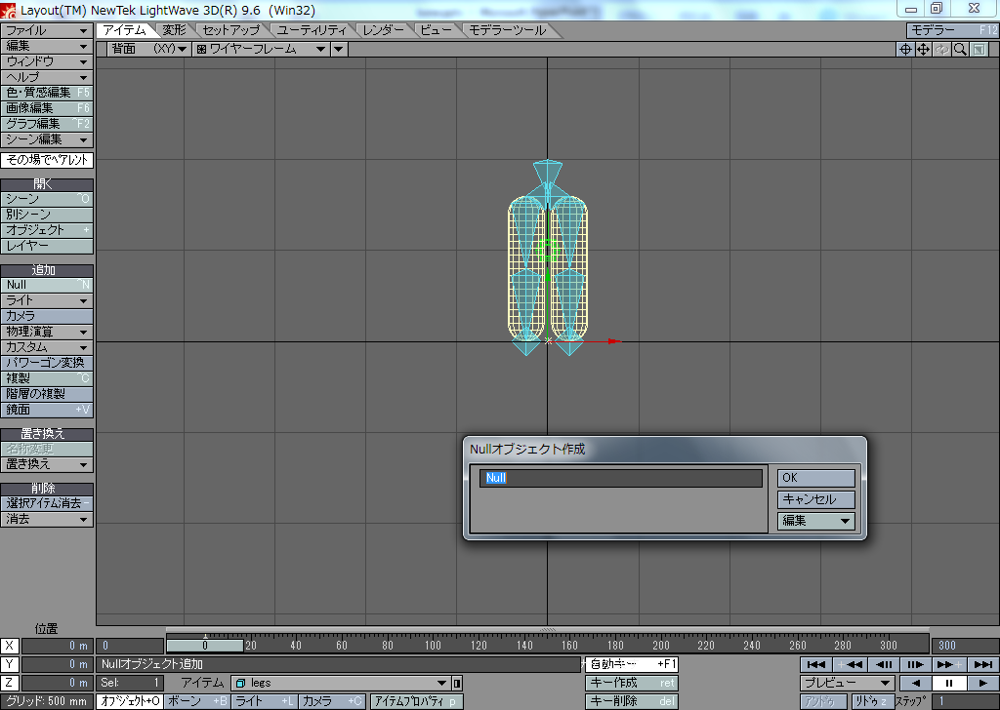 Layout(TM) NewTek LightWave 3D(R) 9.6 (Win32)
ファイル
アイテム 変形 セットアップ ユーティリティ レンダー ビュー モデラーツール
モデラー F12
編集
背面 (XY) ワイヤーフレーム
ウィンドウ
ヘルプ
色・質感編集 F5
画像編集 F6
グラフ編集 ^F2
シーン編集
その場でペアレント
開く
シーン ^O
別シーン
オブジェクト +
レイヤー
追加
Null ^N
ライト
カメラ
物理演算
カスタム
パワーゴン変換
複製 ^C
階層の複製
鏡面 +V
置き換え
名称変更
置き換え
削除
選択アイテム消去 -
消去
Nullオブジェクト作成
Null
OK
キャンセル
編集
位置
X 0 m 0 0 20 40 60 80 100 120 140 160 180 200 220 240 260 280 300 300
Y 0 m Nullオブジェクト追加 自動キー +F1
Z 0 m Sel: 1 アイテム legs キー作成 ret プレビュー
グリッド: 500 mm オブジェクト+O ボーン +B ライト +L カメラ +C アイテムプロパティ p キー削除 del アンドゥ リドゥ z ステップ 1